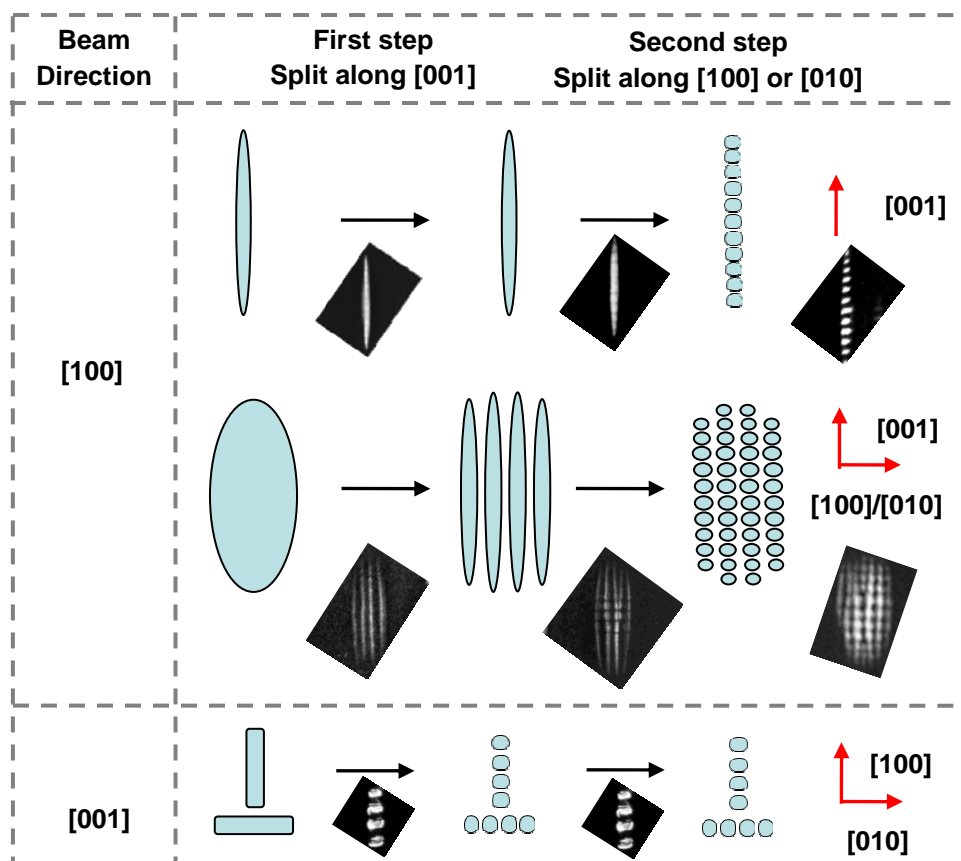 Beam
Direction
First step
Split along [001]
Second step
Split along [100] or [010]
[100]
[001]
[001]
[100]/[010]
[001]
[100]
[010]